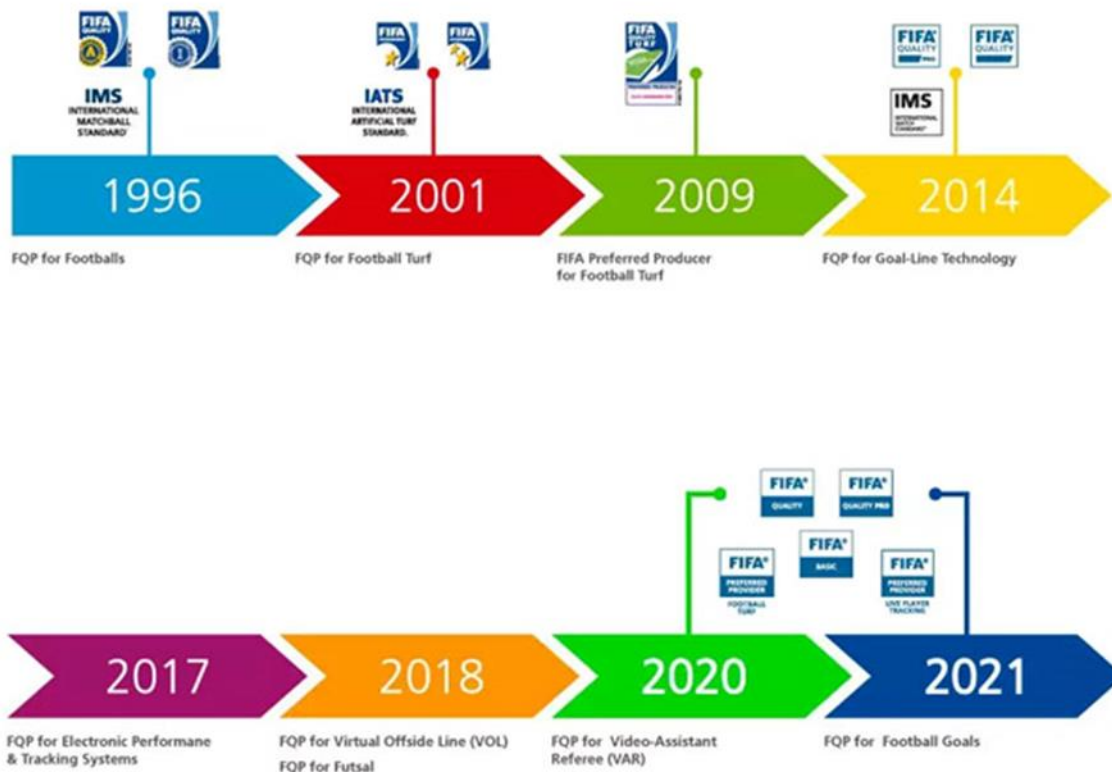 FIFA
QUALITY
A
FIFA
QUALITY
I
IMS
INTERNATIONAL
MATCHBALL
STANDARD
FIFA
FIFA
IATS
INTERNATIONAL
ARTIFICIAL TURF
STANDARD.
FIFA
QUALITY
TURF
PREFERRED PRODUCER
FIFA®
QUALITY
PRO
FIFA®
QUALITY
IMS
INTERNATIONAL
MATCH
STANDARD
1996
2001
2009
2014
FQP for Footballs
FQP for Football Turf
FIFA Preferred Producer
for Football Turf
FQP for Goal-Line Technology
FIFA®
QUALITY
FIFA®
QUALITY PRO
FIFA®
BASIC
FIFA®
PREFERRED
PROVIDER
FOOTBALL
TURF
FIFA®
PREFERRED
PROVIDER
LIVE PLAYER
TRACKING
2017
2018
2020
2021
FQP for Electronic Performane
& Tracking Systems
FQP for Virtual Offside Line (VOL)
FQP for Futsal
FQP for Video-Assistant
Referee (VAR)
FQP for Football Goals